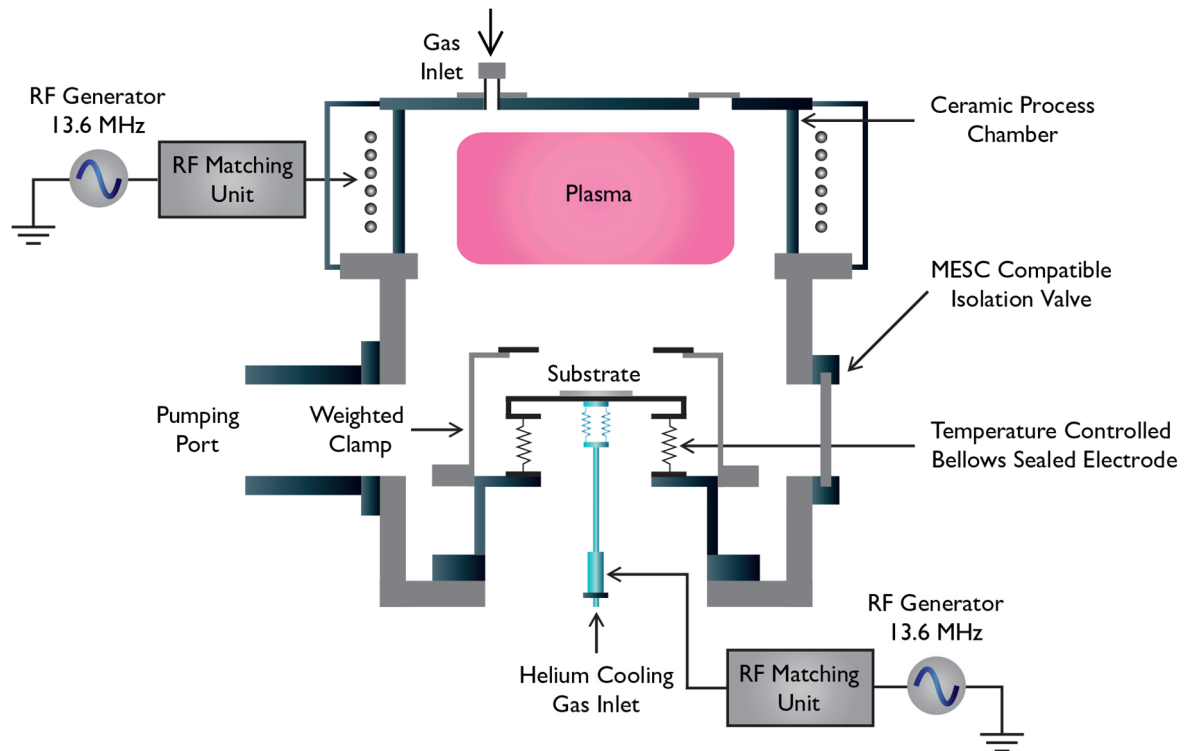 Gas
Inlet
RF Generator
13.6 MHz
RF Matching
Unit
Ceramic Process
Chamber
Plasma
MESC Compatible
Isolation Valve
Substrate
Pumping
Port
Weighted
Clamp
Temperature Controlled
Bellows Sealed Electrode
RF Generator
13.6 MHz
Helium Cooling
Gas Inlet
RF Matching
Unit